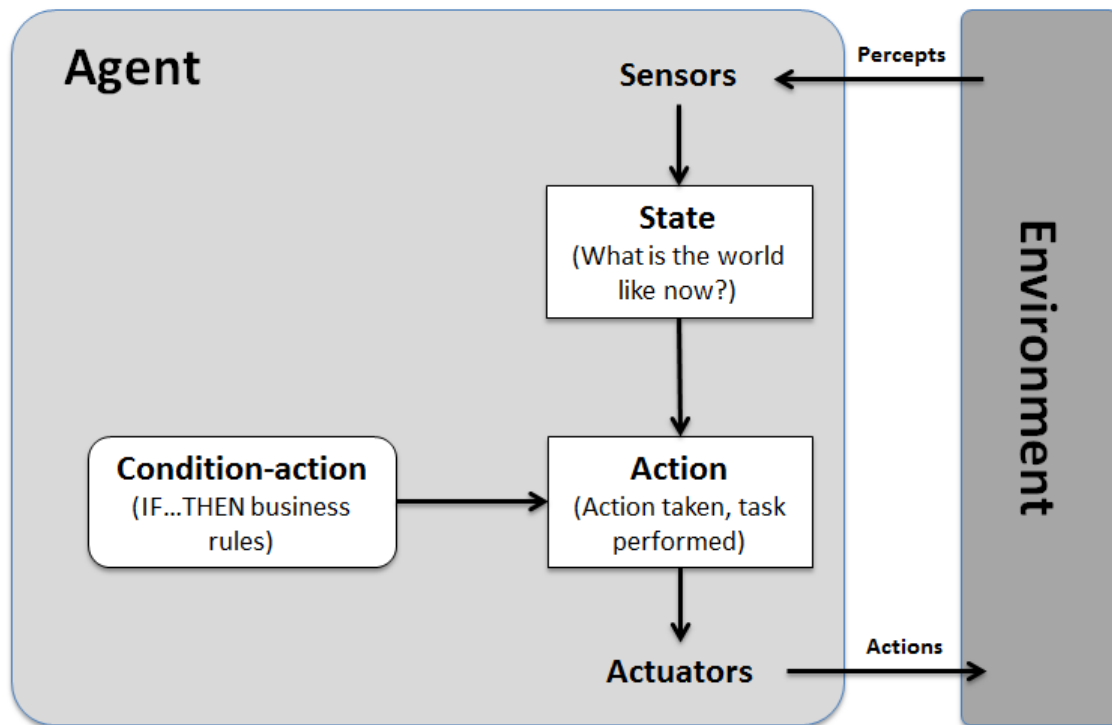 Agent
Percepts
Sensors
State
(What is the world
like now?)
Environment
Condition-action
(IF...THEN business
rules)
Action
(Action taken, task
performed)
Actions
Actuators